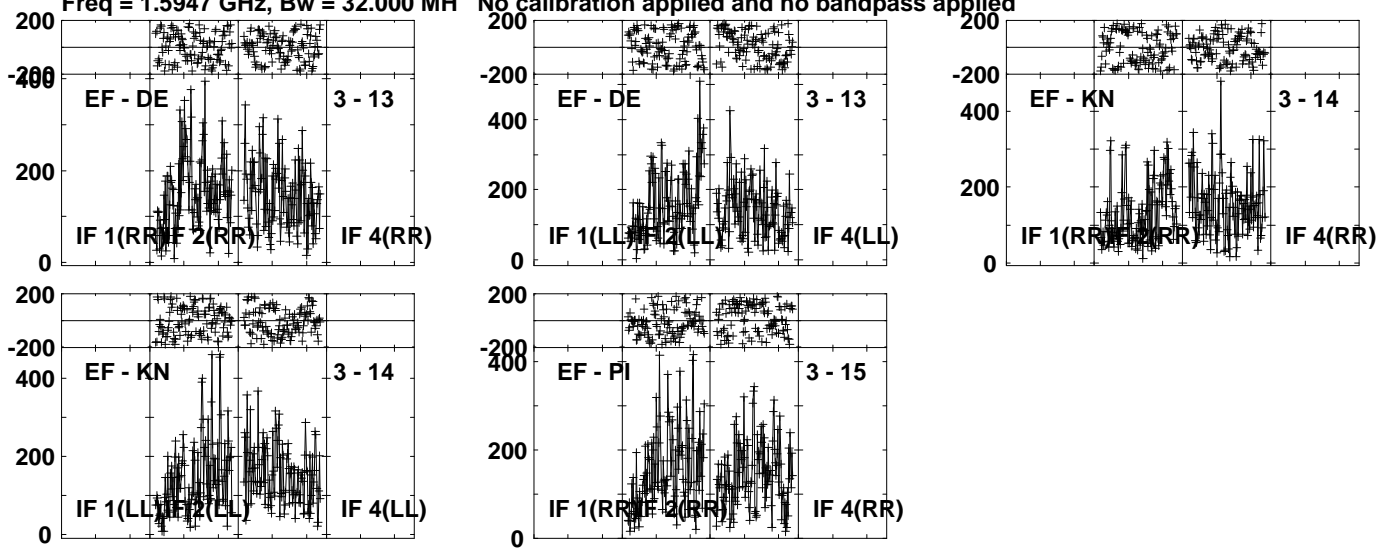 Freq = 1.5947 GHz, Bw = 32.000 MH No calibration applied and no bandpass applied
200
-200
400
200
0
EF - DE
3 - 13
IF 1(RR)
IF 2(RR)
IF 4(RR)
200
-200
400
200
0
EF - DE
3 - 13
IF 1(LL)
IF 2(LL)
IF 4(LL)
200
-200
400
200
0
EF - KN
3 - 14
IF 1(RR)
IF 2(RR)
IF 4(RR)
200
-200
400
200
0
EF - KN
3 - 14
IF 1(LL)
IF 2(LL)
IF 4(LL)
200
-200
400
200
0
EF - PI
3 - 15
IF 1(RR)
IF 2(RR)
IF 4(RR)